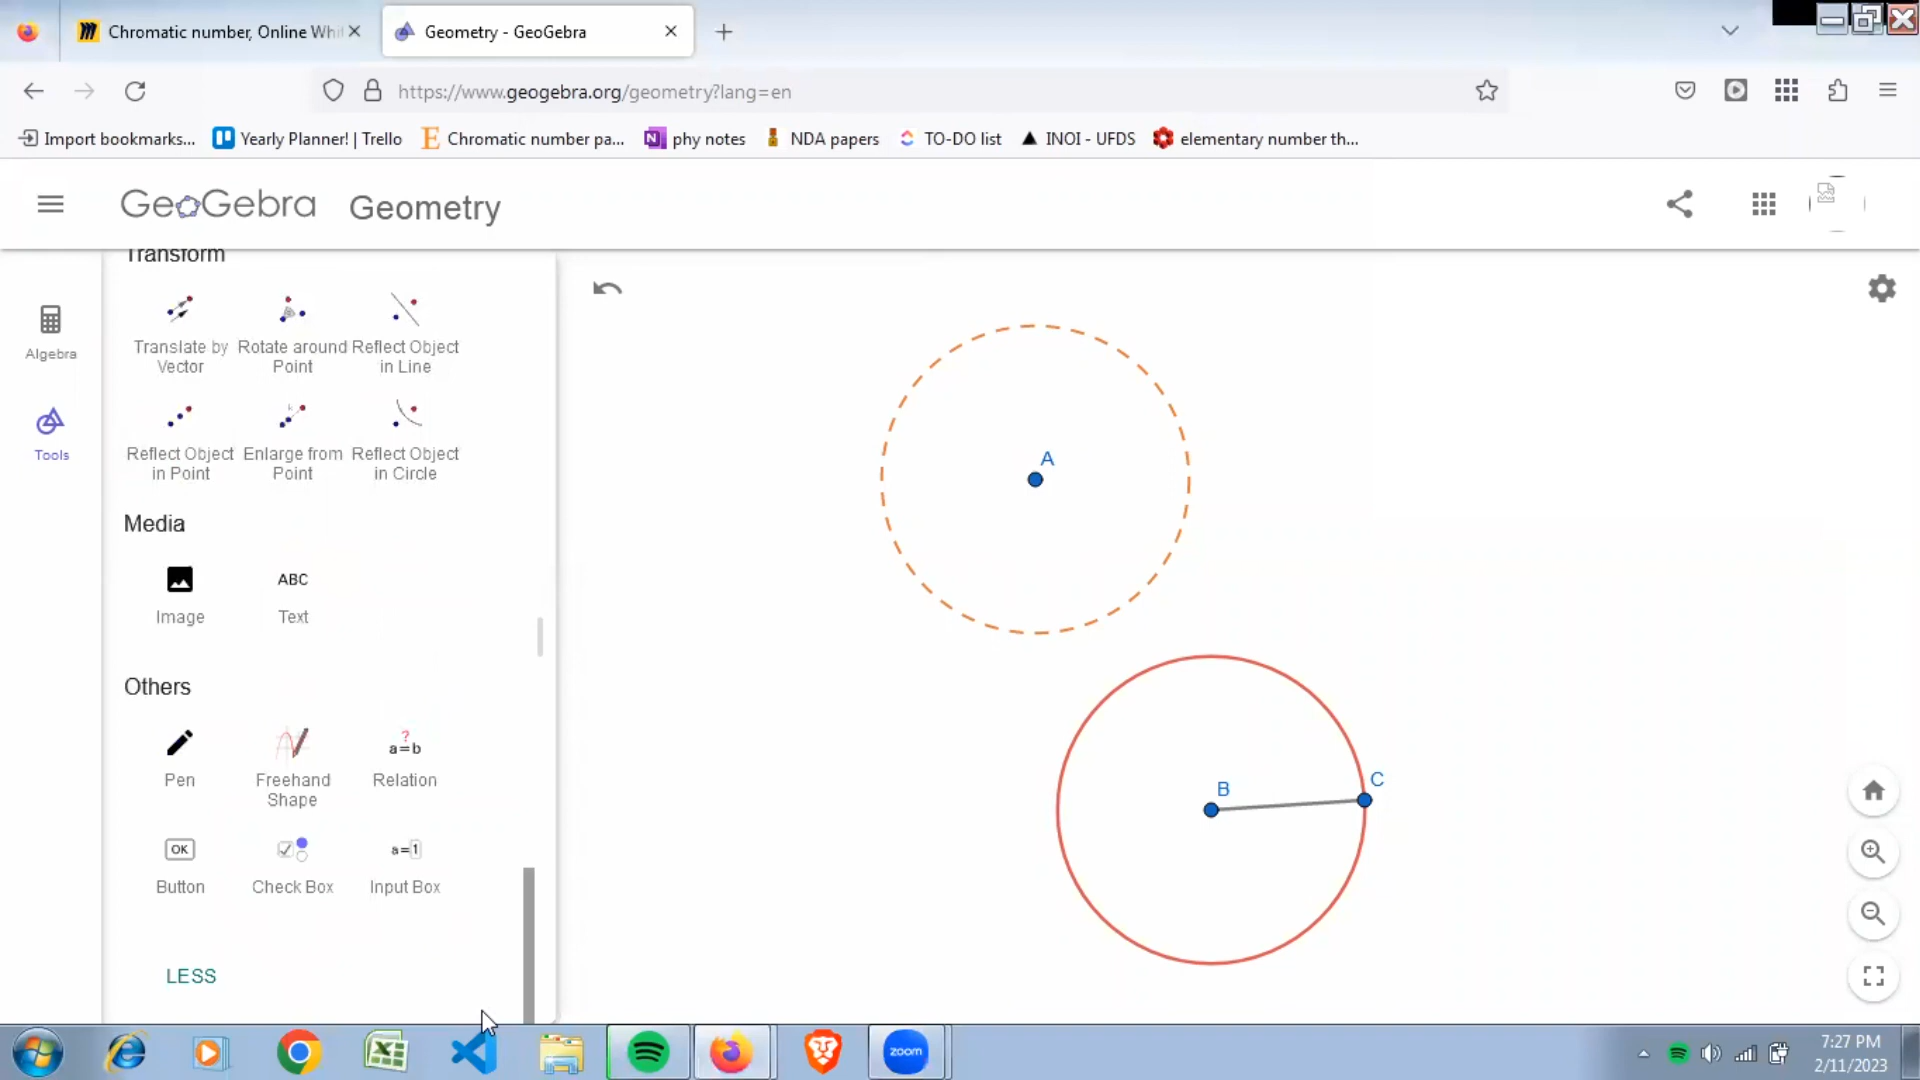 Chromatic number, Online Whit
Geometry - GeoGebra
https://www.geogebra.org/geometry?lang=en
Import bookmarks...
Yearly Planner! | Trello
Chromatic number pa...
phy notes
NDA papers
TO-DO list
INOI - UFDS
elementary number th...
GeoGebra
Geometry
Algebra
Tools
Transform
Translate by
Vector
Rotate around
Point
Reflect Object
in Line
Reflect Object
in Point
Enlarge from
Point
Reflect Object
in Circle
Media
Image
ABC
Text
Others
Pen
Freehand
Shape
?
a=b
Relation
OK
Button
Check Box
a=1
Input Box
LESS
A
B
C
zoom
7:27 PM
2/11/2023